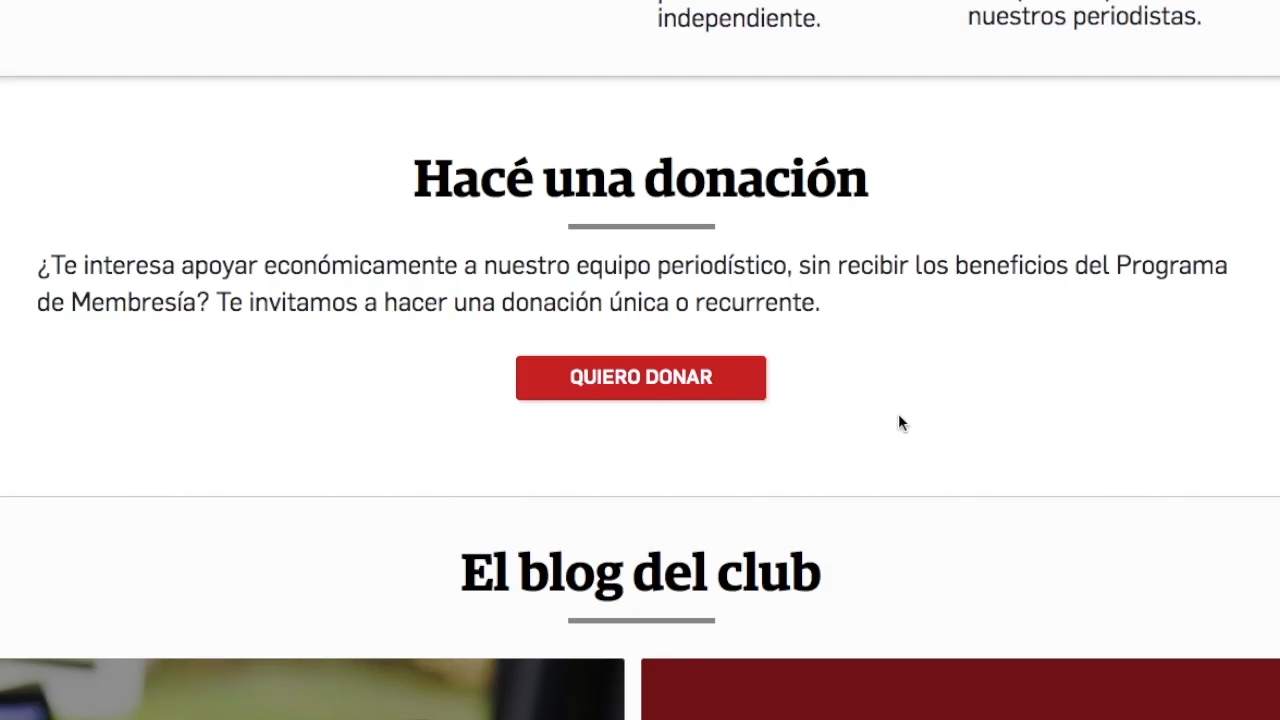 independiente.
nuestros periodistas.
Hacé una donación
¿Te interesa apoyar económicamente a nuestro equipo periodístico, sin recibir los beneficios del Programa
de Membresía? Te invitamos a hacer una donación única o recurrente.
QUIERO DONAR
El blog del club